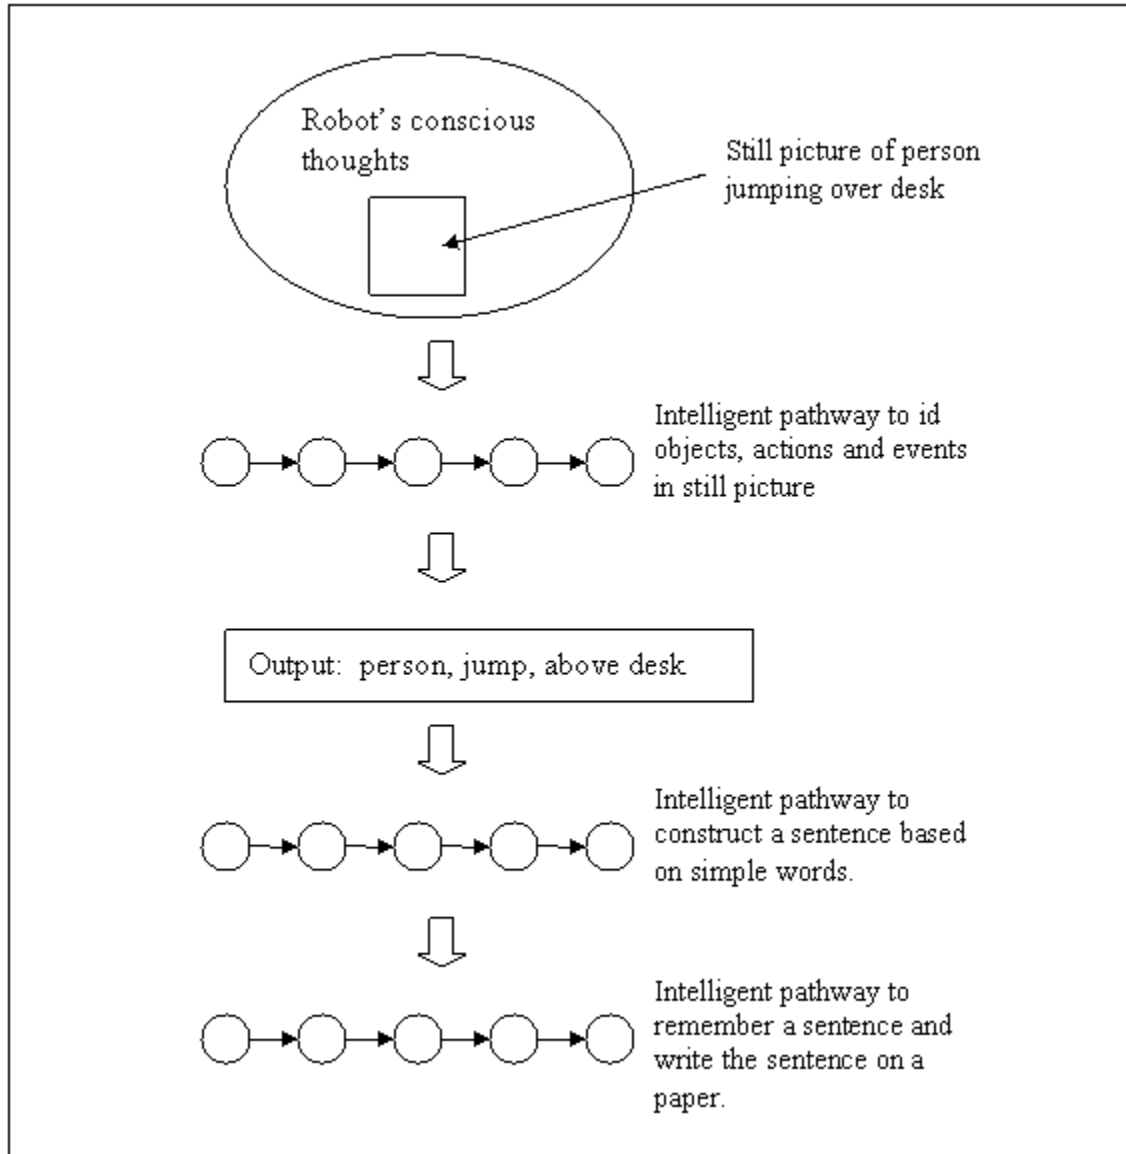 Robot's conscious
thoughts
Still picture of person
jumping over desk
Intelligent pathway to id
objects, actions and events
in still picture
Output:  person, jump, above desk
Intelligent pathway to
construct a sentence based
on simple words.
Intelligent pathway to
remember a sentence and
write the sentence on a
paper.